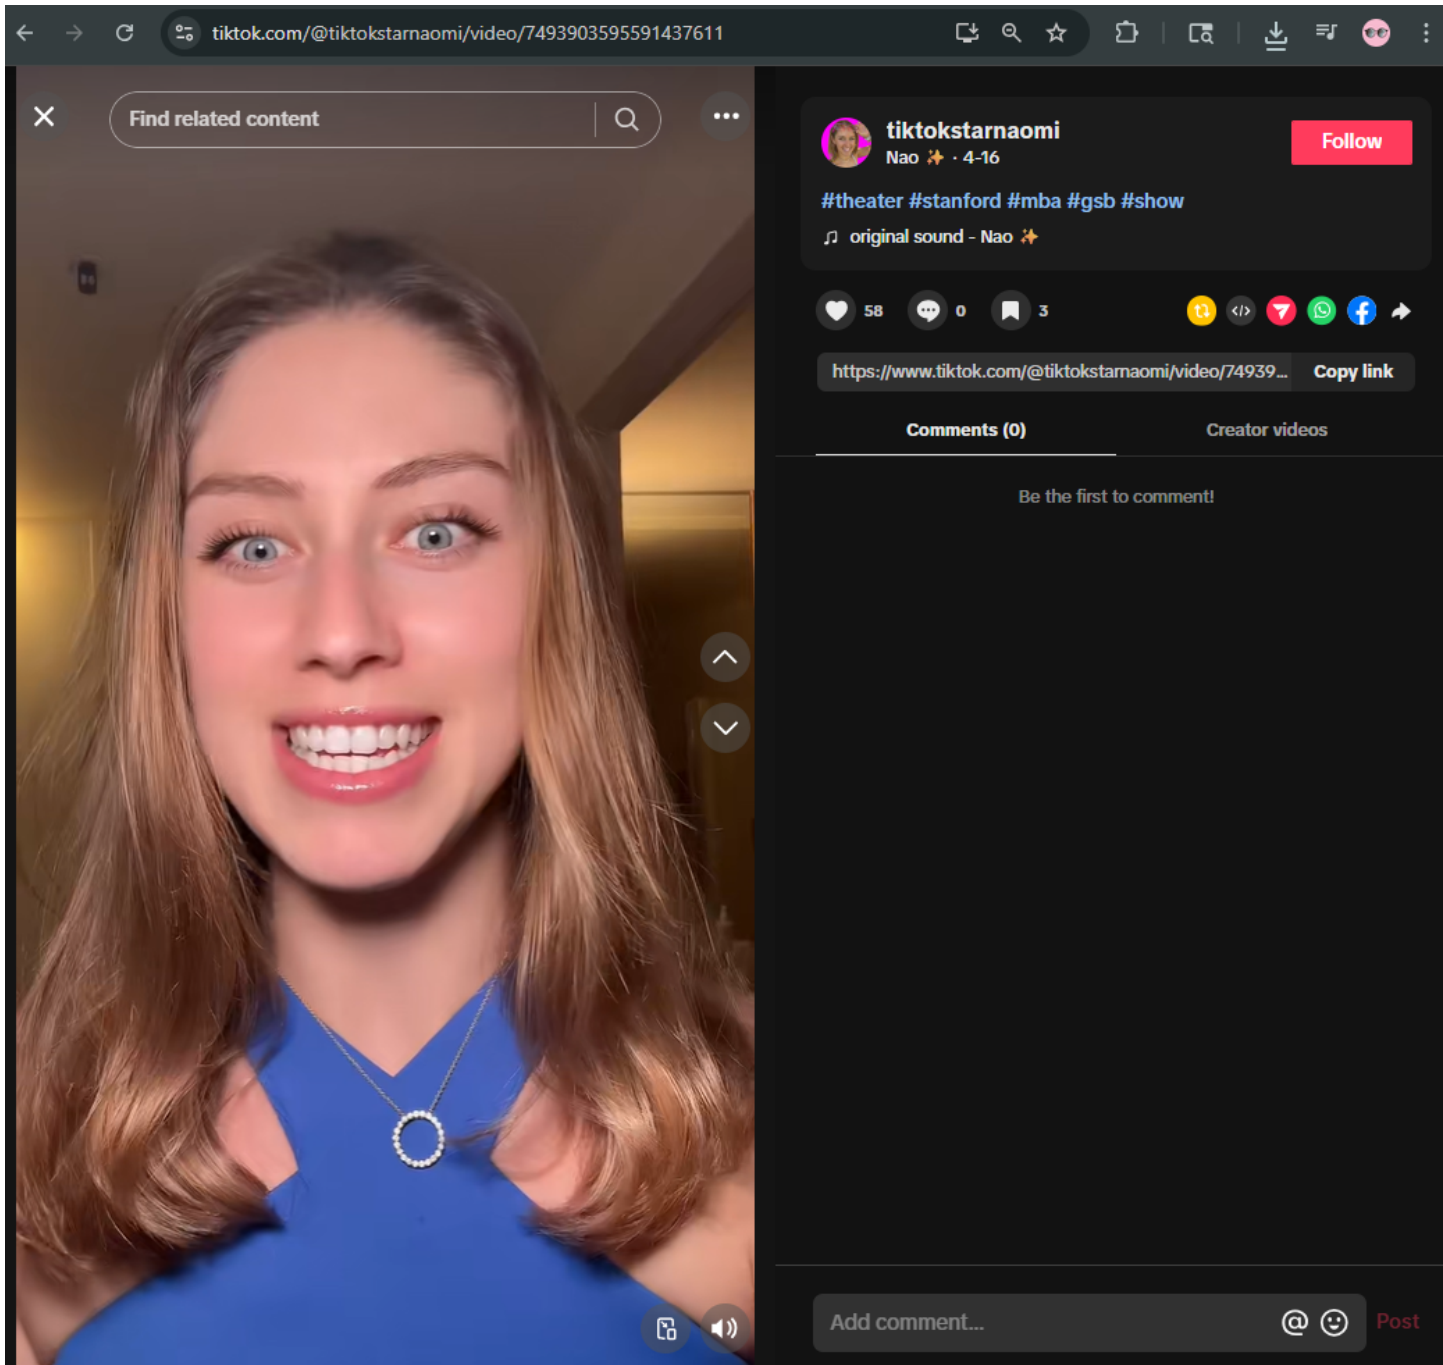 tiktok.com/@tiktokstarnaomi/video/7493903595591437611
Find related content
tiktokstarnaomi
Nao ✨ · 4-16
Follow
#theater #stanford #mba #gsb #show
♫ original sound - Nao ✨
58
0
3
https://www.tiktok.com/@tiktokstarnaomi/video/74939...
Copy link
Comments (0)
Creator videos
Be the first to comment!
Add comment...
@
Post